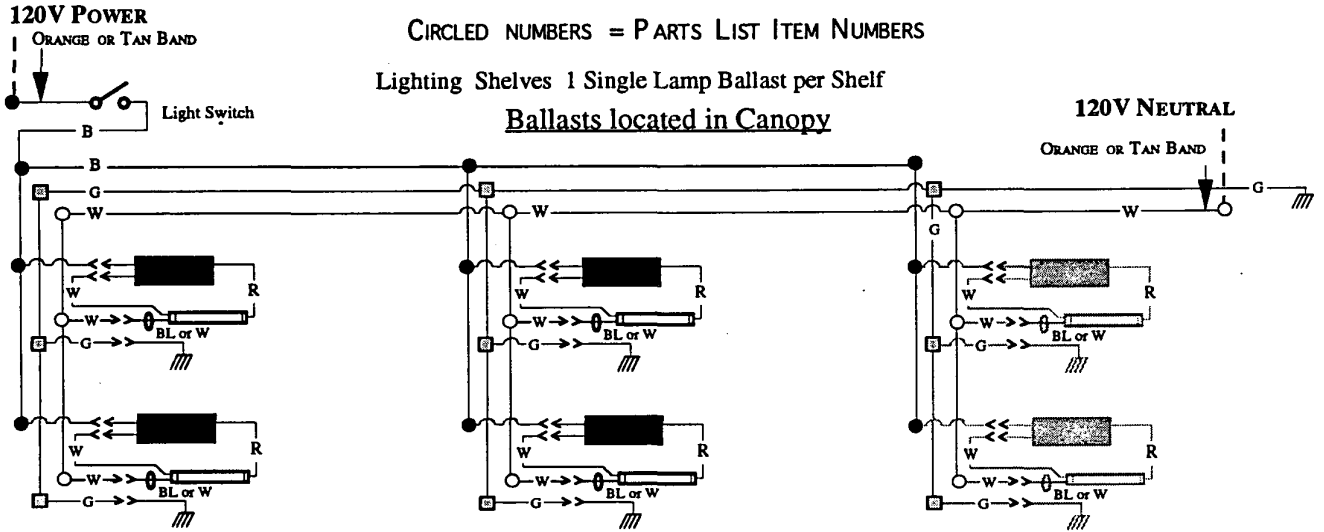 120V POWER
ORANGE OR TAN BAND
CIRCLED NUMBERS = PARTS LIST ITEM NUMBERS
Lighting Shelves 1 Single Lamp Ballast per Shelf
Ballasts located in Canopy
Light Switch
120V NEUTRAL
ORANGE OR TAN BAND
B
B
G
G
W
W
W
G
W
R
W
R
W
R
W
BL or W
W
BL or W
W
BL or W
G
G
G
W
R
W
R
W
R
W
BL or W
W
BL or W
W
BL or W
G
G
G